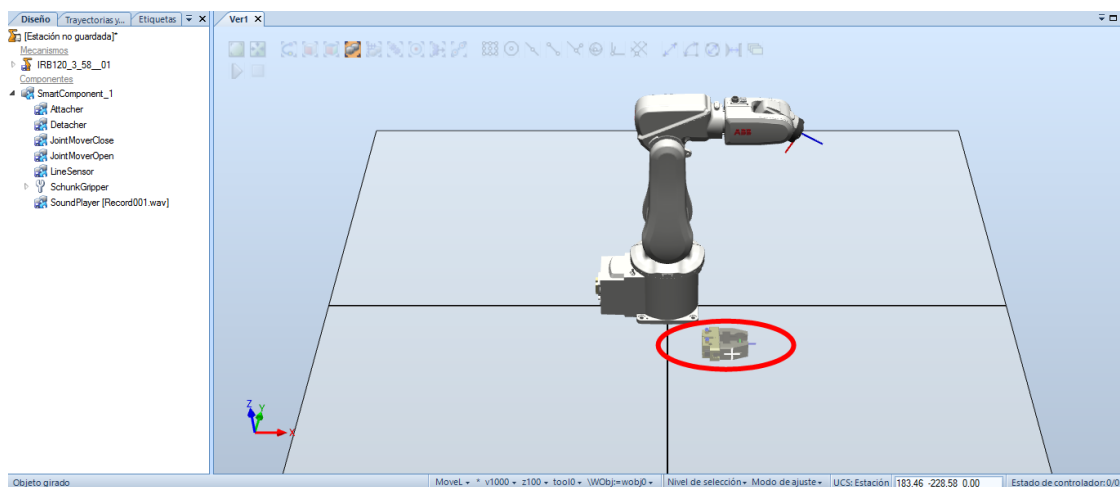 Diseño Trayectorias y... Etiquetas
[Estación no guardada]*
Mecanismos
IRB120_3_58__01
Componentes
SmartComponent_1
Attacher
Detacher
JointMoverClose
JointMoverOpen
LineSensor
SchunkGripper
SoundPlayer [Record001.wav]
Ver1
ABB
Z
Y
X
Objeto girado
MoveL * v1000 z100 tool0 \WObj:=wobj0 Nivel de selección Modo de ajuste UCS: Estación 183,46 -228,58 0,00 Estado de controlador: 0/0